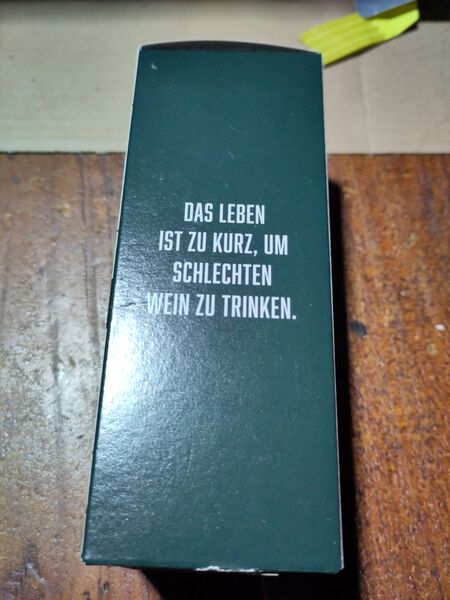 DAS LEBEN
IST ZU KURZ, UM
SCHLECHTEN
WEIN ZU TRINKEN.